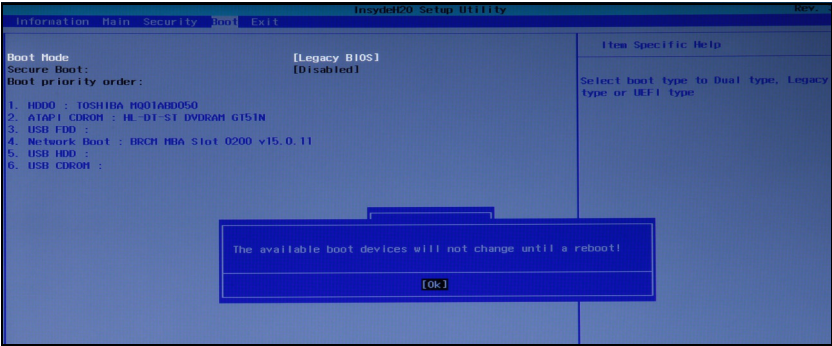 InsydeH20 Setup Utility
Rev.
Information Main Security Boot Exit
Item Specific Help
Boot Mode [Legacy BIOS]
Secure Boot: [Disabled]
Boot priority order:
Select boot type to Dual type, Legacy
type or UEFI type
1. HDD0 : TOSHIBA MQ01ABD050
2. ATAPI CDROM : HL-DT-ST DVDRAM G151N
3. USB FDD :
4. Network Boot : BRCM MBA Slot 0200 v15.0.11
5. USB HDD :
6. USB CDROM :
The available boot devices will not change until a reboot!
[Ok]